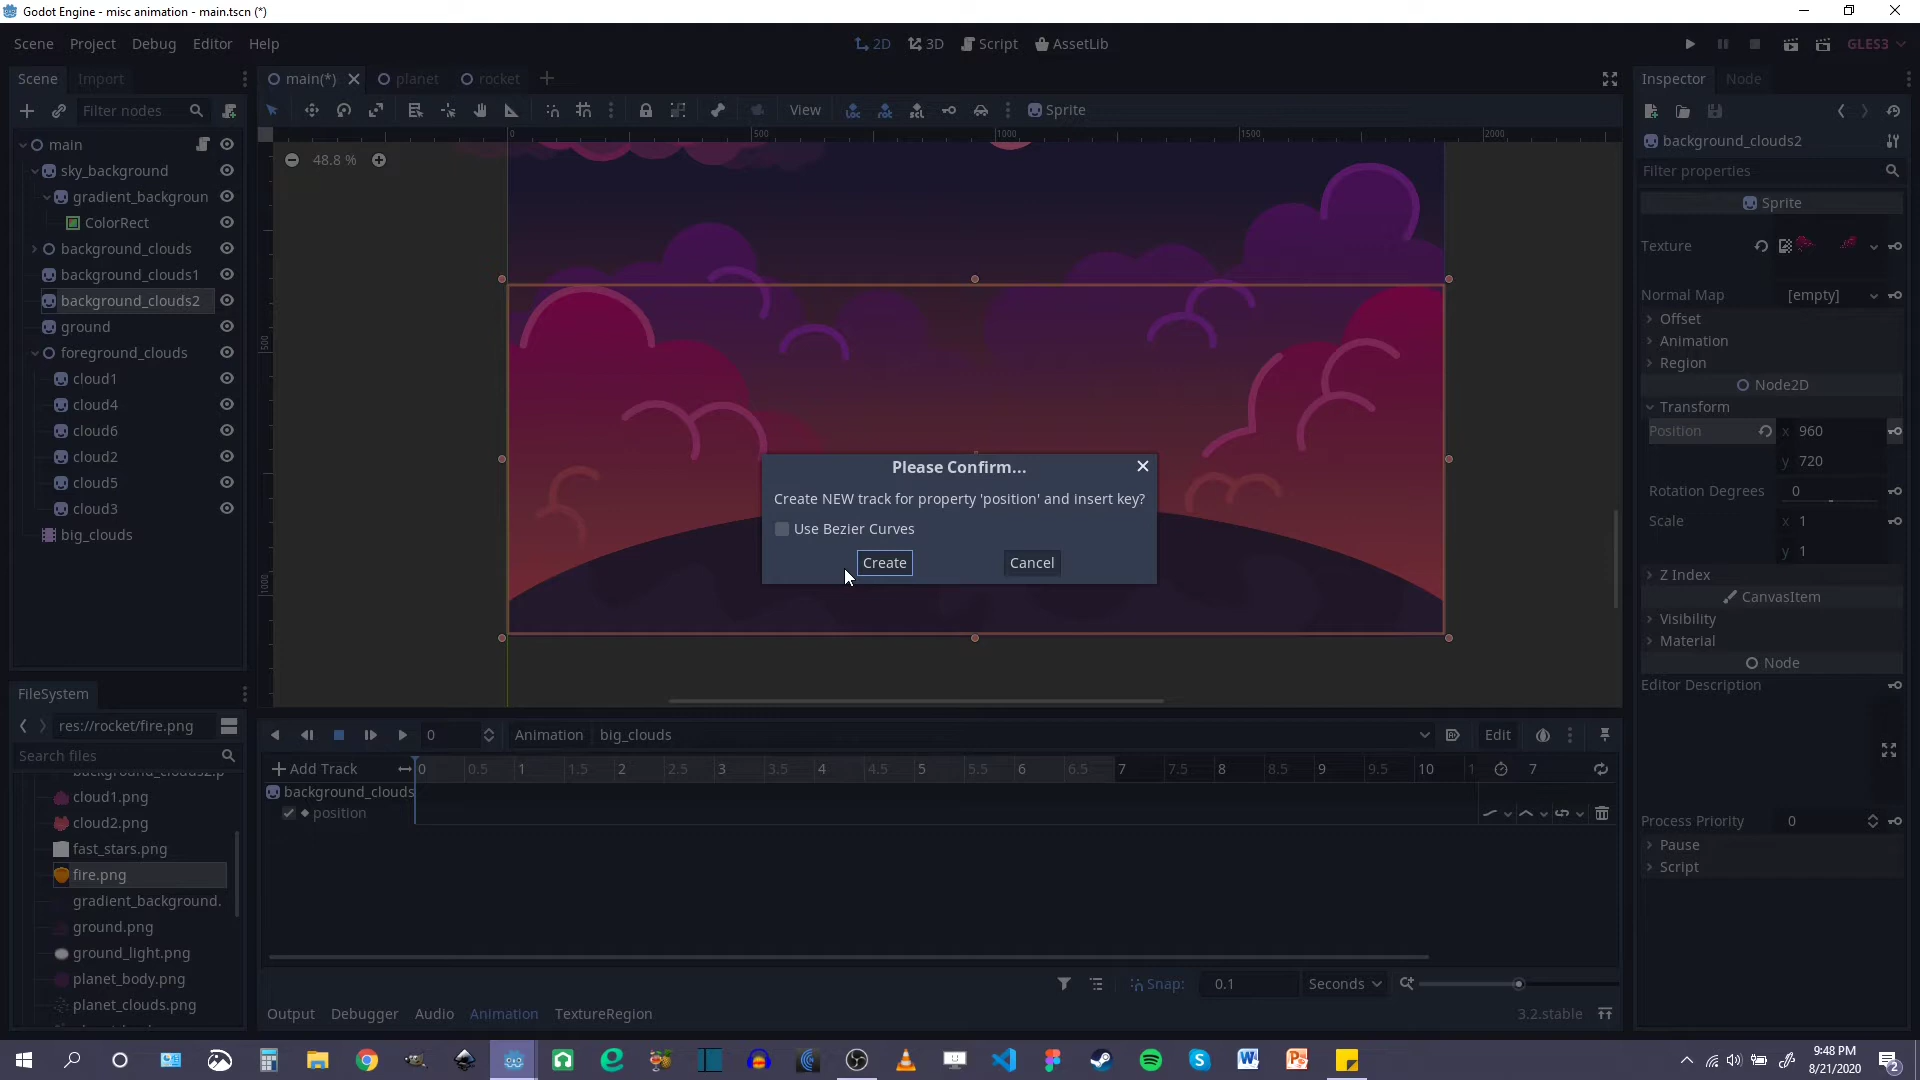 Godot Engine - misc animation - main.tscn (*)
Scene Project Debug Editor Help
2D 3D Script AssetLib
GLES3
Scene Import
main(*) planet rocket
Inspector Node
Filter nodes
View
Sprite
main
sky_background
gradient_backgroun
ColorRect
background_clouds
background_clouds1
background_clouds2
ground
foreground_clouds
cloud1
cloud4
cloud6
cloud2
cloud5
cloud3
big_clouds
0 500 1000 1500 2000
48.8 %
500
1000
Please Confirm...
Create NEW track for property 'position' and insert key?
Use Bezier Curves
Create Cancel
background_clouds2
Filter properties
Sprite
Texture
Normal Map [empty]
Offset
Animation
Region
Node2D
Transform
Position x 960
y 720
Rotation Degrees 0
Scale x 1
y 1
Z Index
CanvasItem
Visibility
Material
Node
Editor Description
Process Priority 0
Pause
Script
FileSystem
res://rocket/fire.png
Search files
background_clouds2.p
cloud1.png
cloud2.png
fast_stars.png
fire.png
gradient_background.
ground.png
ground_light.png
planet_body.png
planet_clouds.png
0 Animation big_clouds Edit
Add Track 0 0.5 1 1.5 2 2.5 3 3.5 4 4.5 5 5.5 6 6.5 7 7.5 8 8.5 9 9.5 10 1 7
background_clouds
position
Snap: 0.1 Seconds
Output Debugger Audio Animation TextureRegion
3.2.stable
9:48 PM
8/21/2020
2